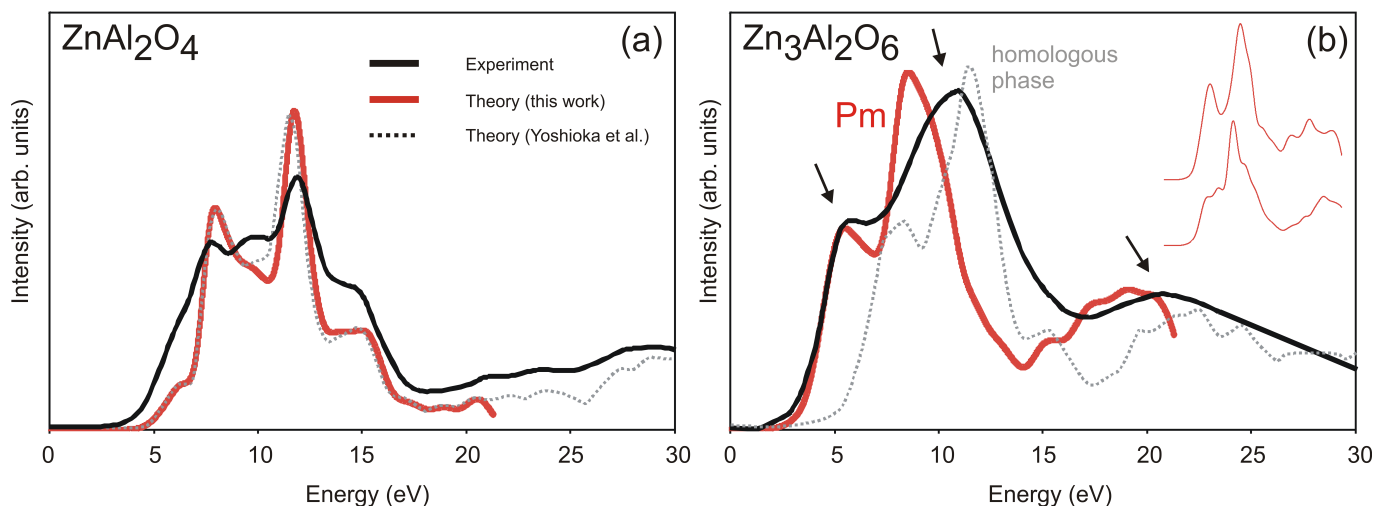 ZnAl2O4
(a)
Experiment
Theory (this work)
Theory (Yoshioka et al.)
Intensity (arb. units)
0 5 10 15 20 25 30
Energy (eV)
Zn3Al2O6
(b)
homologous
phase
Pm
Intensity (arb. units)
0 5 10 15 20 25 30
Energy (eV)